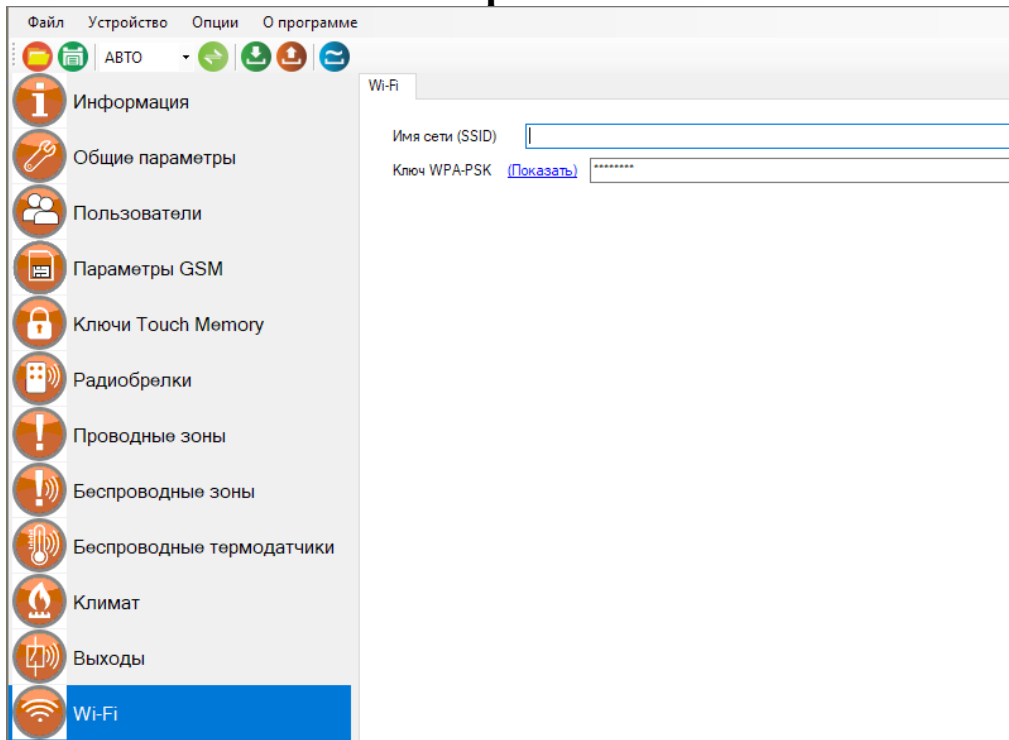 Файл Устройство Опции О программе
АВТО
Информация
Общие параметры
Пользователи
Параметры GSM
Ключи Touch Memory
Радиобрелки
Проводные зоны
Беспроводные зоны
Беспроводные термодатчики
Климат
Выходы
Wi-Fi
Wi-Fi
Имя сети (SSID)
Ключ WPA-PSK (Показать) ********